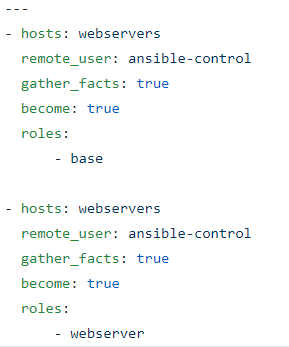 ---
- hosts: webservers
  remote_user: ansible-control
  gather_facts: true
  become: true
  roles:
      - base

- hosts: webservers
  remote_user: ansible-control
  gather_facts: true
  become: true
  roles:
      - webserver